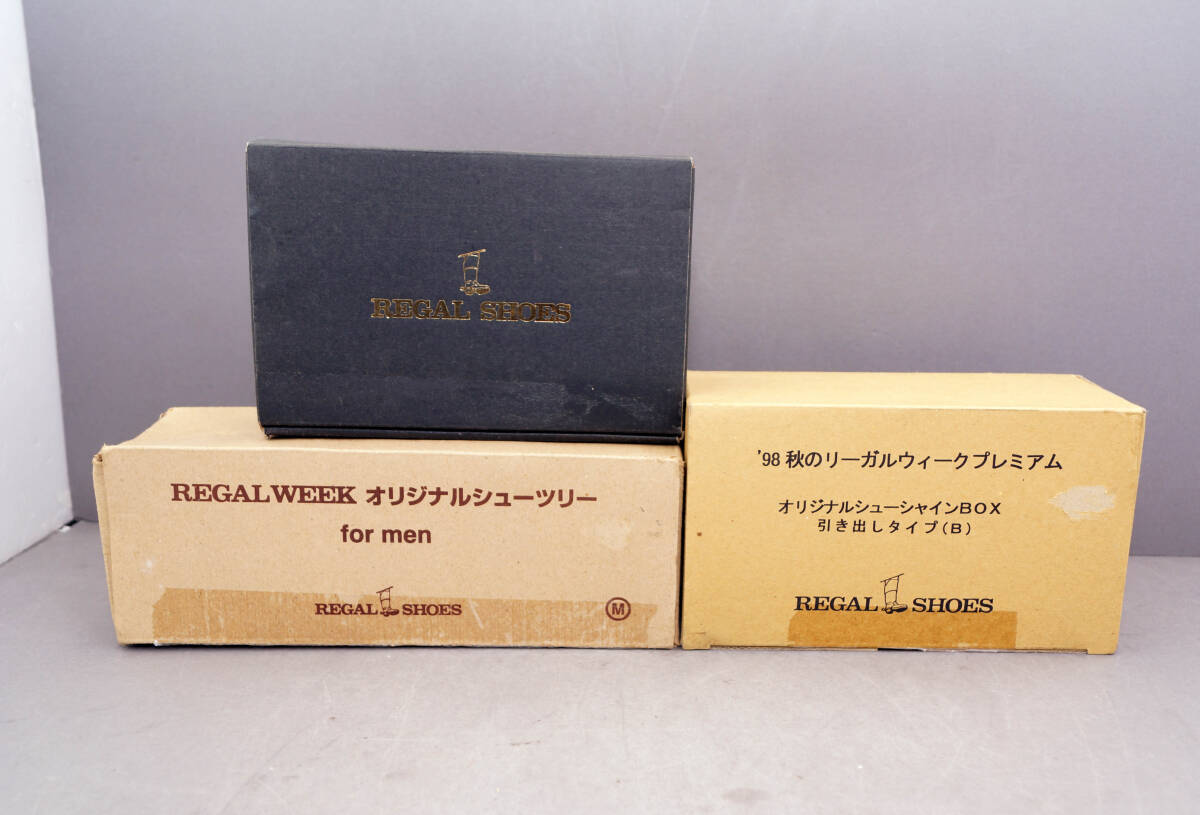 REGAL SHOES
REGAL WEEK オリジナルシューツリー
for men
REGAL SHOES
M
'98 秋のリーガルウィークプレミアム
オリジナルシューシャインBOX
引き出しタイプ(B)
REGAL SHOES